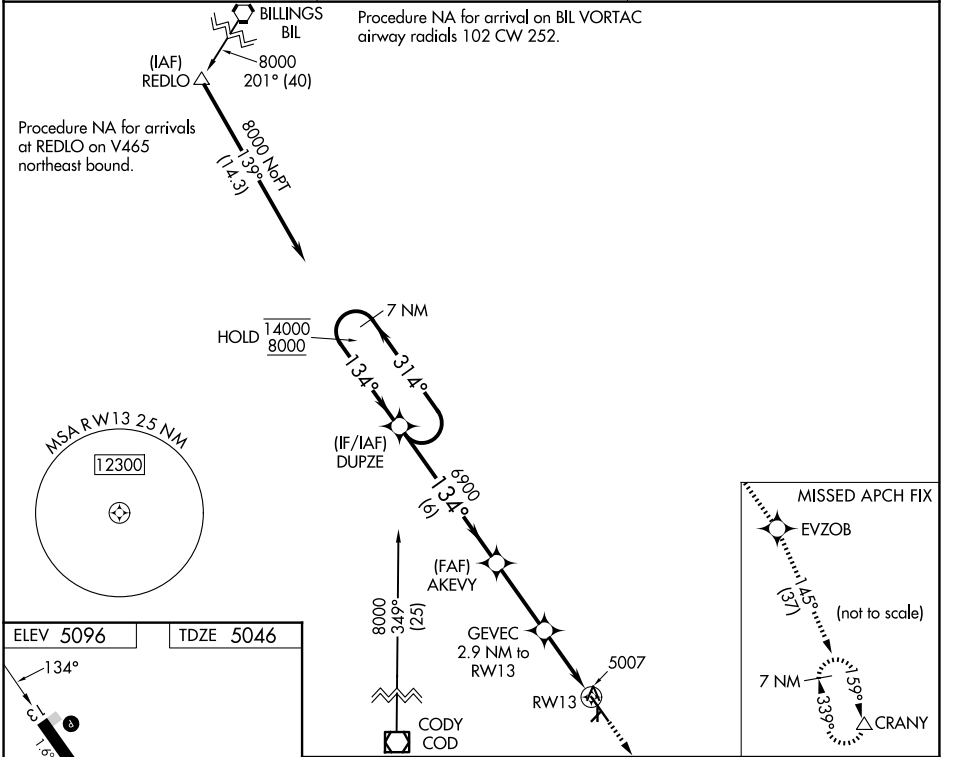 BILLINGS
BIL
Procedure NA for arrival on BIL VORTAC
airway radials 102 CW 252.
(IAF)
REDLO
8000
201° (40)
Procedure NA for arrivals
at REDLO on V465
northeast bound.
8000 NoPT
139°
(14.3)
7 NM
HOLD 14000
8000
134°
314°
(IF/IAF)
DUPZE
MSA RW13 25 NM
12300
6900
134°
(6)
(FAF)
AKEVY
8000
349°
(25)
GEVEC
2.9 NM to
RW13
5007
RW13
CODY
COD
MISSED APCH FIX
EVZOB
145°
(37)
(not to scale)
7 NM
159°
339°
CRANY
ELEV 5096
TDZE 5046
134°
13
P
1.6°